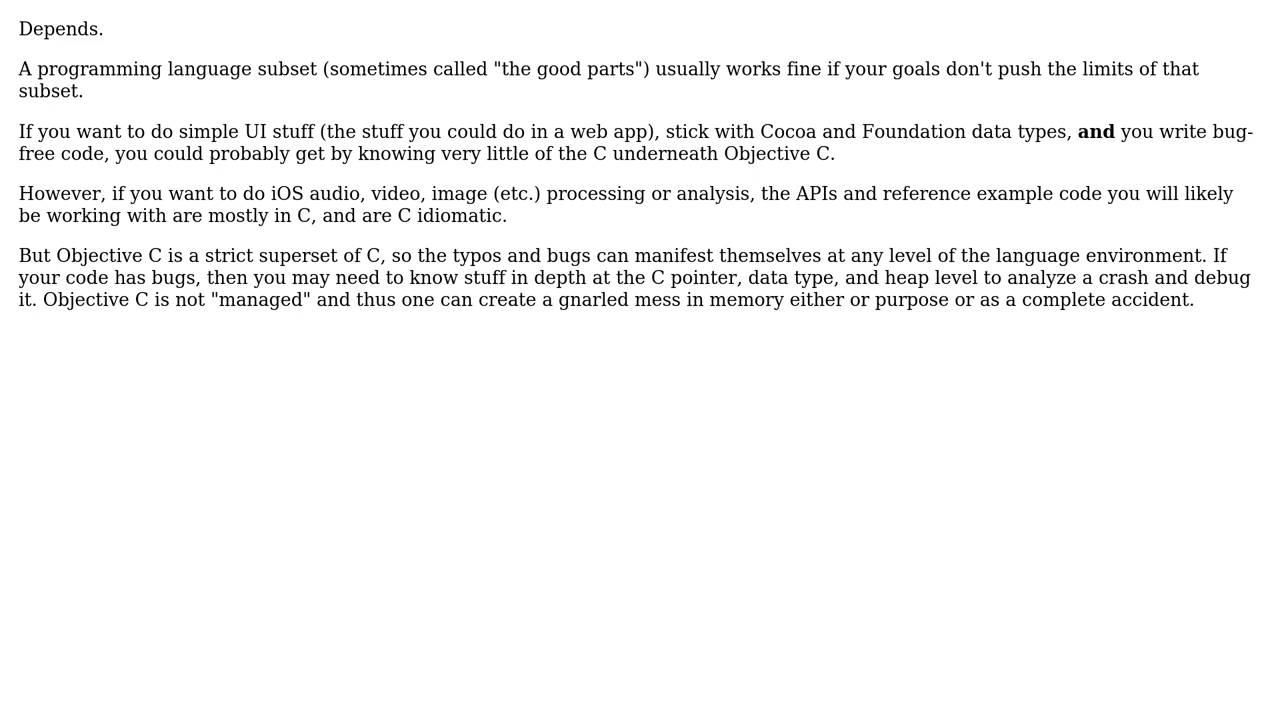 Depends.
A programming language subset (sometimes called "the good parts") usually works fine if your goals don't push the limits of that
subset.
If you want to do simple UI stuff (the stuff you could do in a web app), stick with Cocoa and Foundation data types, and you write bug-
free code, you could probably get by knowing very little of the C underneath Objective C.
However, if you want to do iOS audio, video, image (etc.) processing or analysis, the APIs and reference example code you will likely
be working with are mostly in C, and are C idiomatic.
But Objective C is a strict superset of C, so the typos and bugs can manifest themselves at any level of the language environment. If
your code has bugs, then you may need to know stuff in depth at the C pointer, data type, and heap level to analyze a crash and debug
it. Objective C is not "managed" and thus one can create a gnarled mess in memory either or purpose or as a complete accident.